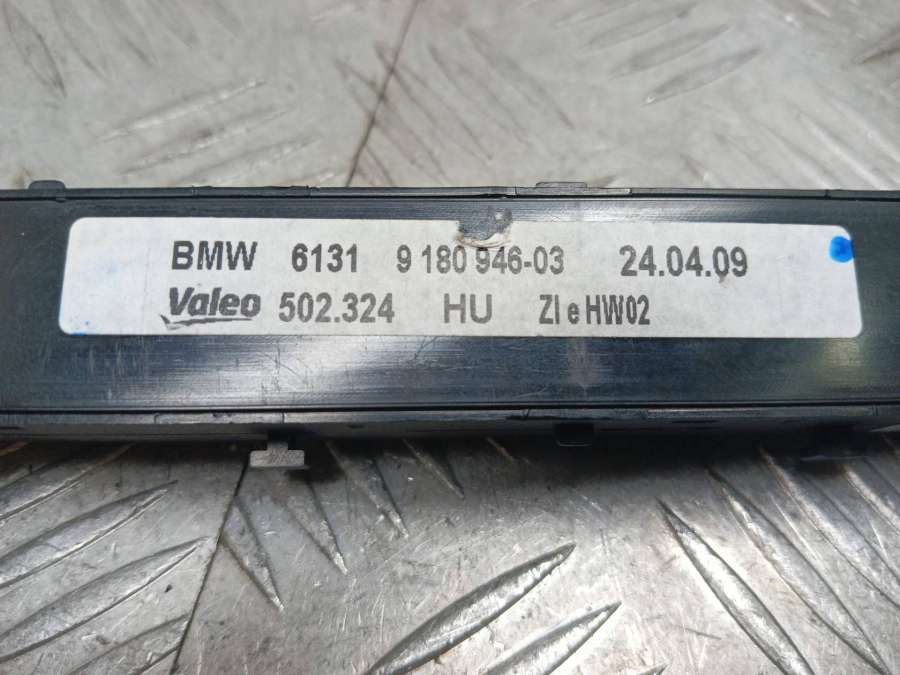 BMW 6131 9 180 946-03 24.04.09
Valeo 502.324 HU ZI e HW02